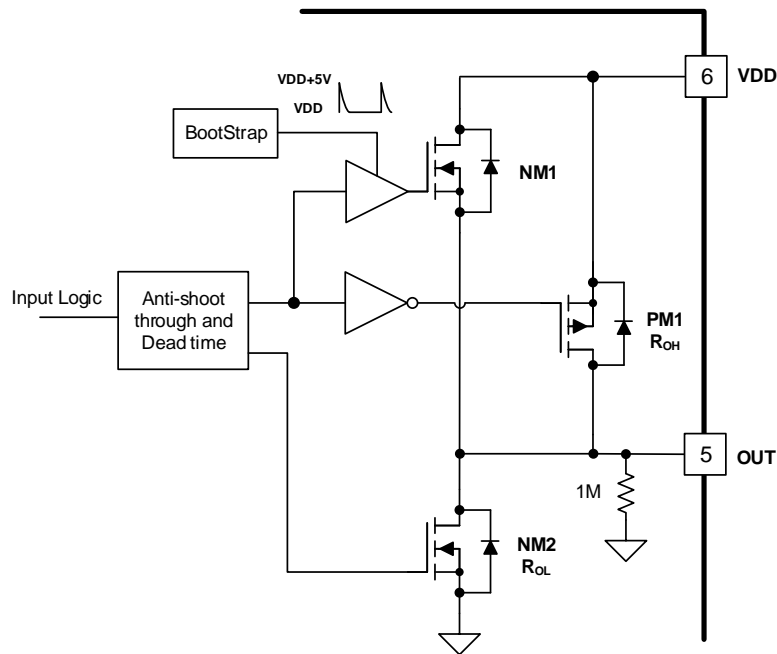 VDD+5V
VDD
6
VDD
BootStrap
NM1
Input Logic
Anti-shoot
through and
Dead time
PM1
ROH
5
OUT
1M
NM2
ROL